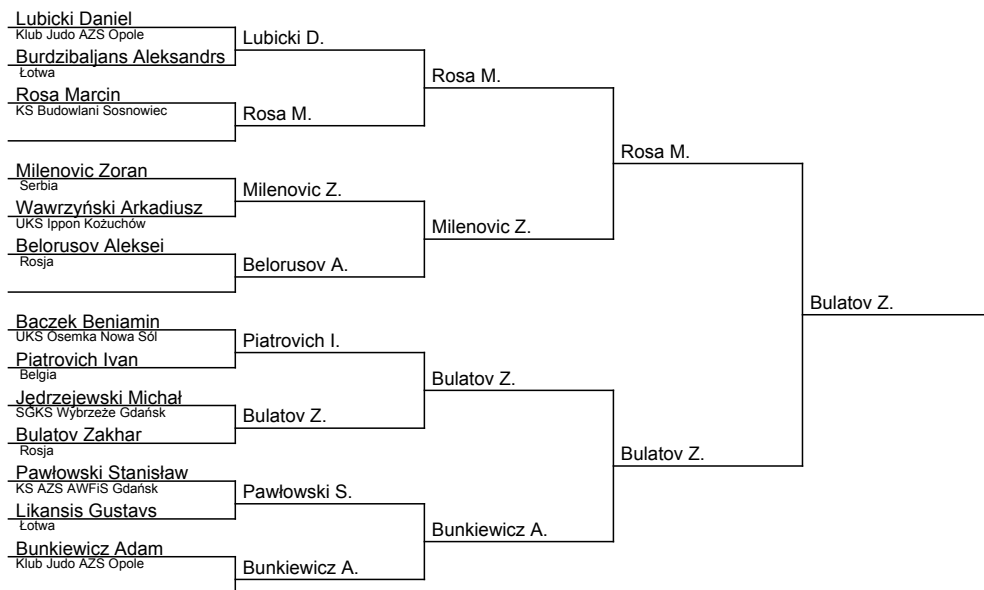 Lubicki Daniel
Klub Judo AZS Opole
Lubicki D.
Burdzibaljans Aleksandrs
Łotwa
Rosa M.
Rosa Marcin
KS Budowlani Sosnowiec
Rosa M.
Rosa M.
Milenovic Zoran
Serbia
Milenovic Z.
Wawrzyński Arkadiusz
UKS Ippon Kożuchów
Milenovic Z.
Belorusov Aleksei
Rosja
Belorusov A.
Bulatov Z.
Baczek Beniamin
UKS Ósemka Nowa Sól
Piatrovich I.
Piatrovich Ivan
Belgia
Bulatov Z.
Jędrzejewski Michał
SGKS Wybrzeże Gdańsk
Bulatov Z.
Bulatov Zakhar
Rosja
Bulatov Z.
Pawłowski Stanisław
KS AZS AWFiS Gdańsk
Pawłowski S.
Likansis Gustavs
Łotwa
Bunkiewicz A.
Bunkiewicz Adam
Klub Judo AZS Opole
Bunkiewicz A.